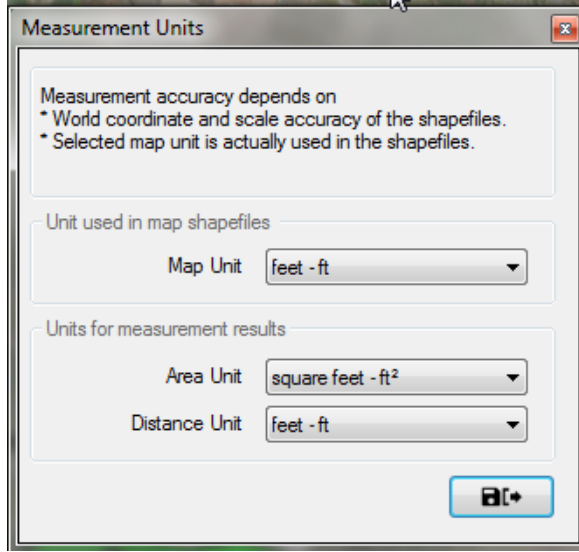 Measurement Units
Measurement accuracy depends on
* World coordinate and scale accuracy of the shapefiles.
* Selected map unit is actually used in the shapefiles.
Unit used in map shapefiles
Map Unit feet - ft
Units for measurement results
Area Unit square feet - ft²
Distance Unit feet - ft